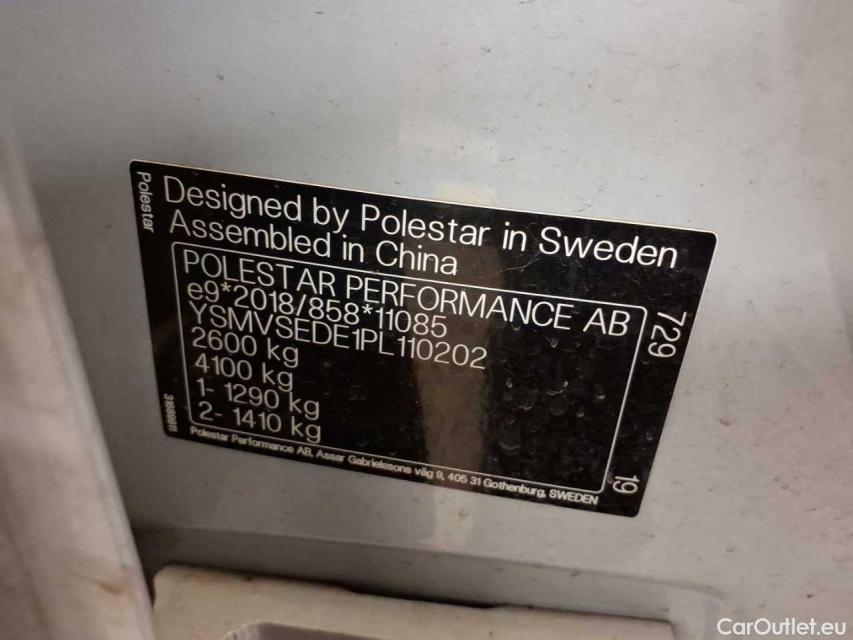 Polestar
Designed by Polestar in Sweden
Assembled in China
POLESTAR PERFORMANCE AB
e9*2018/858*11085
YSMVSEDE1PL110202
2600 kg
4100 kg
1- 1290 kg
2- 1410 kg
729
19
Polestar Performance AB, Assar Gabrielssons väg 9, 405 31 Gothenburg, SWEDEN
CarOutlet.eu